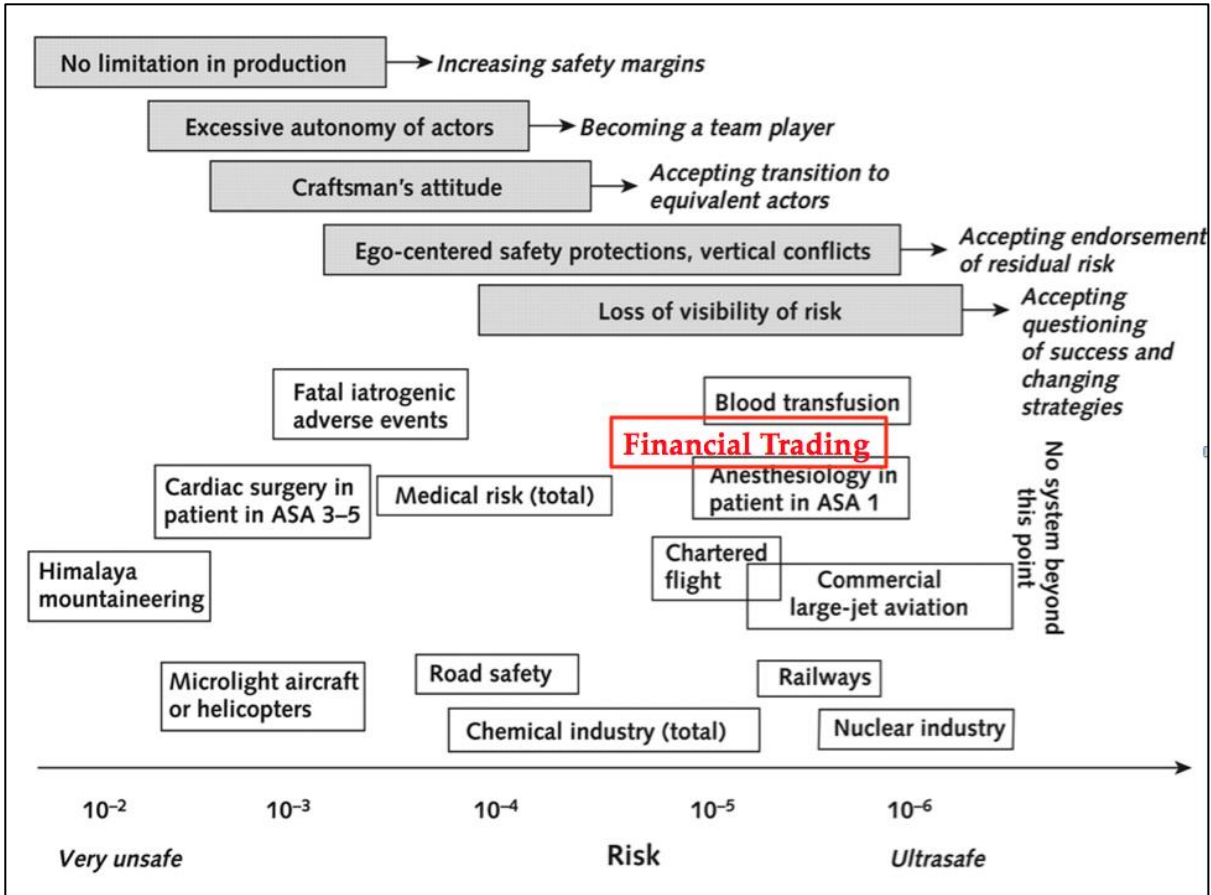 No limitation in production
Increasing safety margins
Excessive autonomy of actors
Becoming a team player
Craftsman's attitude
Accepting transition to
equivalent actors
Ego-centered safety protections, vertical conflicts
Accepting endorsement
of residual risk
Loss of visibility of risk
Accepting
questioning
of success and
changing
strategies
Fatal iatrogenic
adverse events
Blood transfusion
Financial Trading
Cardiac surgery in
patient in ASA 3–5
Medical risk (total)
Anesthesiology in
patient in ASA 1
No system beyond
this point
Himalaya
mountaineering
Chartered
flight
Commercial
large-jet aviation
Microlight aircraft
or helicopters
Road safety
Railways
Chemical industry (total)
Nuclear industry
10⁻² 10⁻³ 10⁻⁴ 10⁻⁵ 10⁻⁶
Very unsafe Risk Ultrasafe